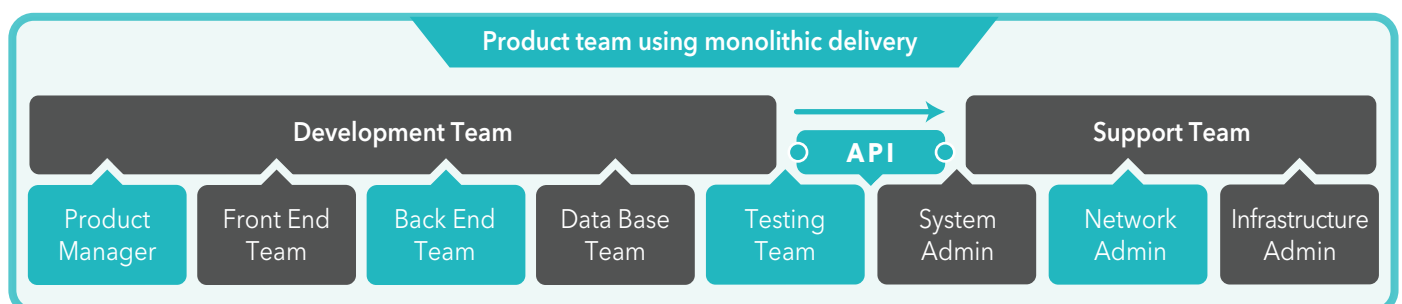 Product team using monolithic delivery
Development Team
API
Support Team
Product
Manager
Front End
Team
Back End
Team
Data Base
Team
Testing
Team
System
Admin
Network
Admin
Infrastructure
Admin